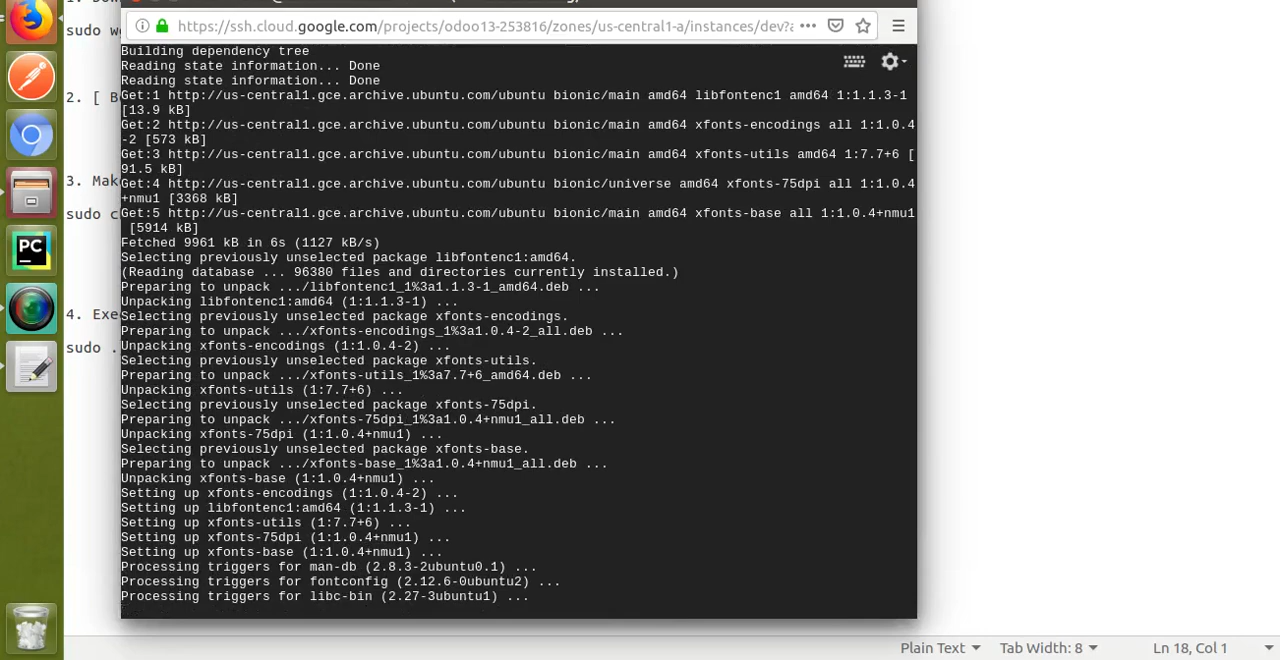 sudo w
2. [ B
3. Mak
sudo c
4. Exe
sudo .
https://ssh.cloud.google.com/projects/odoo13-253816/zones/us-central1-a/instances/dev?a
Building dependency tree
Reading state information... Done
Reading state information... Done
Get:1 http://us-central1.gce.archive.ubuntu.com/ubuntu bionic/main amd64 libfontenc1 amd64 1:1.1.3-1
[13.9 kB]
Get:2 http://us-central1.gce.archive.ubuntu.com/ubuntu bionic/main amd64 xfonts-encodings all 1:1.0.4
-2 [573 kB]
Get:3 http://us-central1.gce.archive.ubuntu.com/ubuntu bionic/main amd64 xfonts-utils amd64 1:7.7+6 [
91.5 kB]
Get:4 http://us-central1.gce.archive.ubuntu.com/ubuntu bionic/universe amd64 xfonts-75dpi all 1:1.0.4
+nmu1 [3368 kB]
Get:5 http://us-central1.gce.archive.ubuntu.com/ubuntu bionic/main amd64 xfonts-base all 1:1.0.4+nmu1
[5914 kB]
Fetched 9961 kB in 6s (1127 kB/s)
Selecting previously unselected package libfontenc1:amd64.
(Reading database ... 96380 files and directories currently installed.)
Preparing to unpack .../libfontenc1_1%3a1.1.3-1_amd64.deb ...
Unpacking libfontenc1:amd64 (1:1.1.3-1) ...
Selecting previously unselected package xfonts-encodings.
Preparing to unpack .../xfonts-encodings_1%3a1.0.4-2_all.deb ...
Unpacking xfonts-encodings (1:1.0.4-2) ...
Selecting previously unselected package xfonts-utils.
Preparing to unpack .../xfonts-utils_1%3a7.7+6_amd64.deb ...
Unpacking xfonts-utils (1:7.7+6) ...
Selecting previously unselected package xfonts-75dpi.
Preparing to unpack .../xfonts-75dpi_1%3a1.0.4+nmu1_all.deb ...
Unpacking xfonts-75dpi (1:1.0.4+nmu1) ...
Selecting previously unselected package xfonts-base.
Preparing to unpack .../xfonts-base_1%3a1.0.4+nmu1_all.deb ...
Unpacking xfonts-base (1:1.0.4+nmu1) ...
Setting up xfonts-encodings (1:1.0.4-2) ...
Setting up libfontenc1:amd64 (1:1.1.3-1) ...
Setting up xfonts-utils (1:7.7+6) ...
Setting up xfonts-75dpi (1:1.0.4+nmu1) ...
Setting up xfonts-base (1:1.0.4+nmu1) ...
Processing triggers for man-db (2.8.3-2ubuntu0.1) ...
Processing triggers for fontconfig (2.12.6-0ubuntu2) ...
Processing triggers for libc-bin (2.27-3ubuntu1) ...
PC
Plain Text Tab Width: 8 Ln 18, Col 1